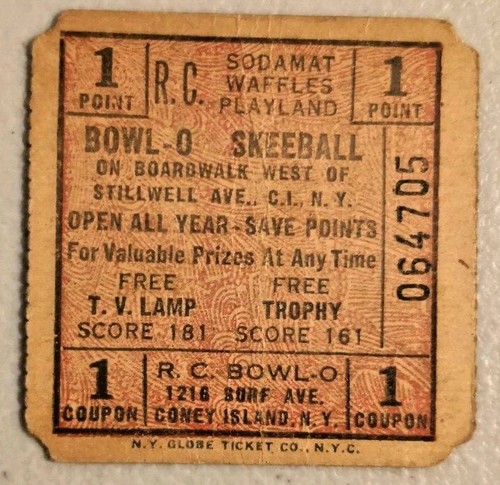 1 POINT
R.C.
SODAMAT
WAFFLES
PLAYLAND
1 POINT
BOWL-O SKEEBALL
ON BOARDWALK WEST OF
STILLWELL AVE., C.I., N.Y.
OPEN ALL YEAR-SAVE POINTS
For Valuable Prizes At Any Time
FREE FREE
T.V. LAMP TROPHY
SCORE 181 SCORE 161
064705
1 COUPON
R.C. BOWL-O
1216 SURF AVE.
CONEY ISLAND, N.Y.
1 COUPON
N.Y. GLOBE TICKET CO., N.Y.C.